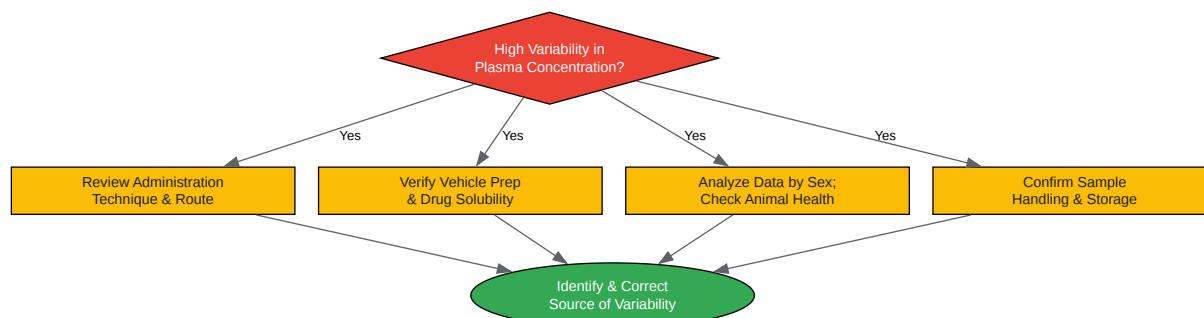 High Variability in
Plasma Concentration?
Yes
Yes
Yes
Yes
Review Administration
Technique & Route
Verify Vehicle Prep
& Drug Solubility
Analyze Data by Sex;
Check Animal Health
Confirm Sample
Handling & Storage
Identify & Correct
Source of Variability